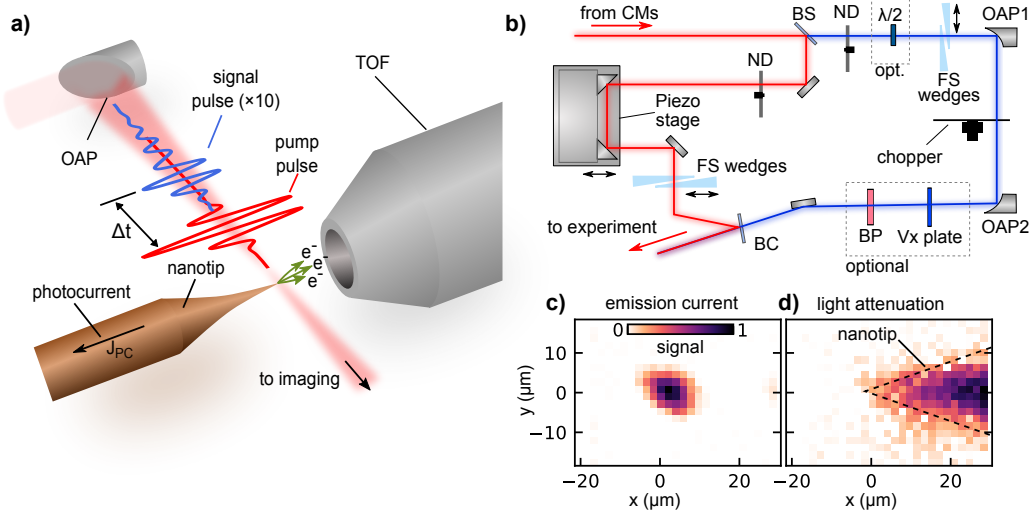 a)
signal
pulse (×10)
TOF
OAP
pump
pulse
Δt
e⁻
e⁻
e⁻
nanotip
photocurrent
J_PC
to imaging
b)
from CMs
BS
ND
λ/2
OAP1
opt.
FS
wedges
ND
Piezo
stage
chopper
FS wedges
OAP2
to experiment
BC
BP
Vx plate
optional
c)
emission current
0
1
signal
y (µm)
10
0
−10
−20
0
20
x (µm)
d)
light attenuation
nanotip
−20
0
20
x (µm)